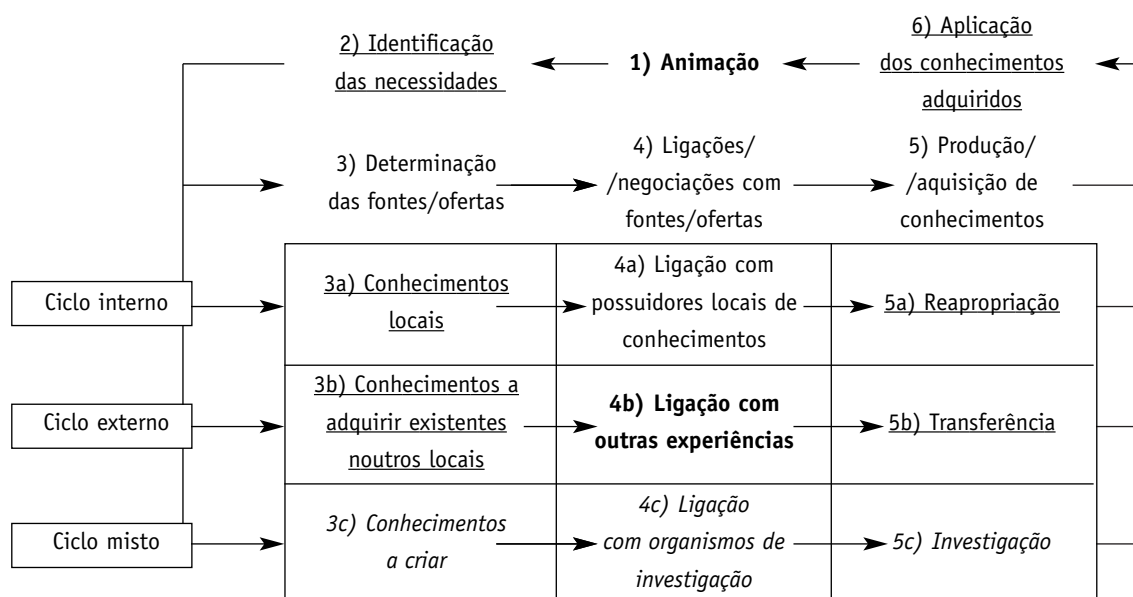 2) Identificação
das necessidades
1) Animação
6) Aplicação
dos conhecimentos
adquiridos
3) Determinação
das fontes/ofertas
4) Ligações/
/negociações com
fontes/ofertas
5) Produção/
/aquisição de
conhecimentos
Ciclo interno
3a) Conhecimentos
locais
4a) Ligação com
possuidores locais de
conhecimentos
5a) Reapropriação
Ciclo externo
3b) Conhecimentos a
adquirir existentes
noutros locais
4b) Ligação com
outras experiências
5b) Transferência
Ciclo misto
3c) Conhecimentos
a criar
4c) Ligação
com organismos de
investigação
5c) Investigação